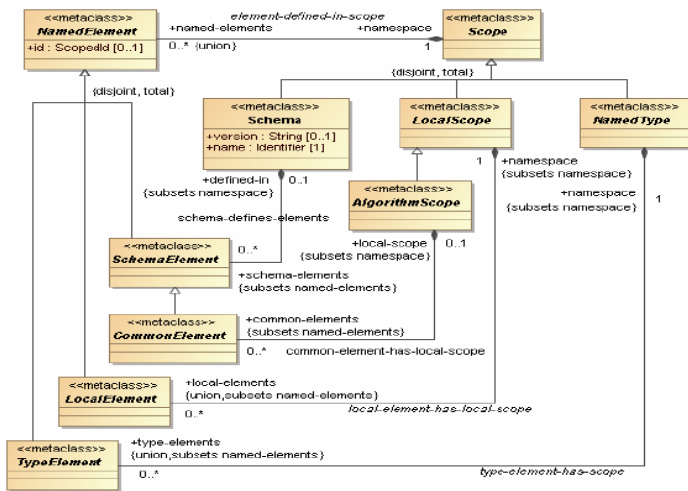 element-defined-in-scope
<<metaclass>>
NamedElement
+id : ScopedId [0..1]
+named-elements
0..* {union}
+namespace
1
<<metaclass>>
Scope
{disjoint, total}
{disjoint, total}
<<metaclass>>
Schema
+version : String [0..1]
+name : Identifier [1]
<<metaclass>>
LocalScope
<<metaclass>>
NamedType
+defined-in
{subsets namespace}
0..1
1
+namespace
{subsets namespace}
+namespace
{subsets namespace}
1
<<metaclass>>
AlgorithmScope
schema-defines-elements
+local-scope
{subsets namespace}
0..1
<<metaclass>>
SchemaElement
0..*
+schema-elements
{subsets named-elements}
<<metaclass>>
CommonElement
+common-elements
{subsets named-elements}
0..*
common-element-has-local-scope
<<metaclass>>
LocalElement
+local-elements
{union,subsets named-elements}
0..*
local-element-has-local-scope
<<metaclass>>
TypeElement
+type-elements
{union,subsets named-elements}
0..*
type-element-has-scope